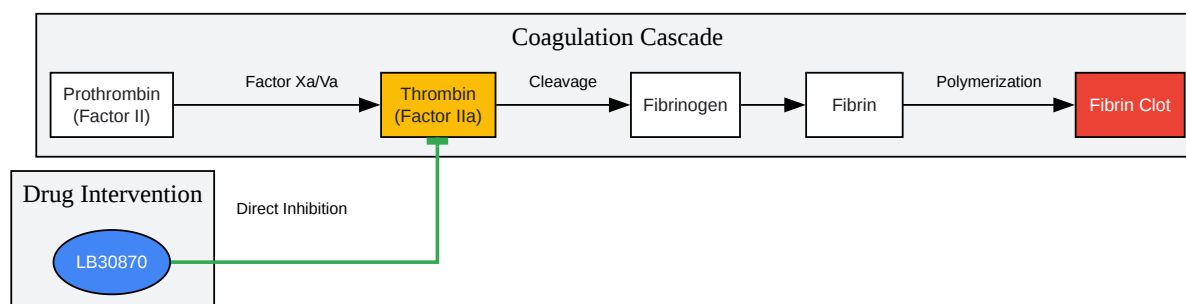 Coagulation Cascade
Prothrombin
(Factor II)
Factor Xa/Va
Thrombin
(Factor IIa)
Cleavage
Fibrinogen
Fibrin
Polymerization
Fibrin Clot
Drug Intervention
LB30870
Direct Inhibition